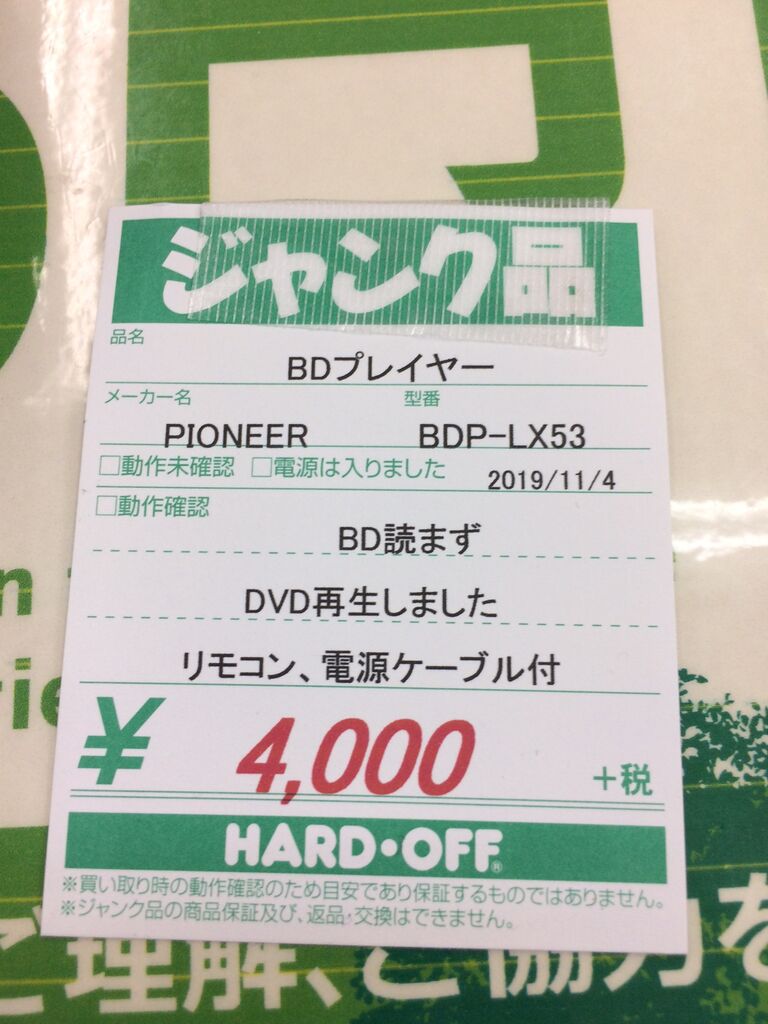 ジャンク品
品名
BDプレイヤー
メーカー名 型番
PIONEER BDP-LX53
□動作未確認 □電源は入りました 2019/11/4
□動作確認
BD読まず
DVD再生しました
リモコン、電源ケーブル付
¥ 4,000 +税
HARD・OFF®
※買い取り時の動作確認のため目安であり保証するものではありません。
※ジャンク品の商品保証及び、返品・交換はできません。
ご理解、ご協力を